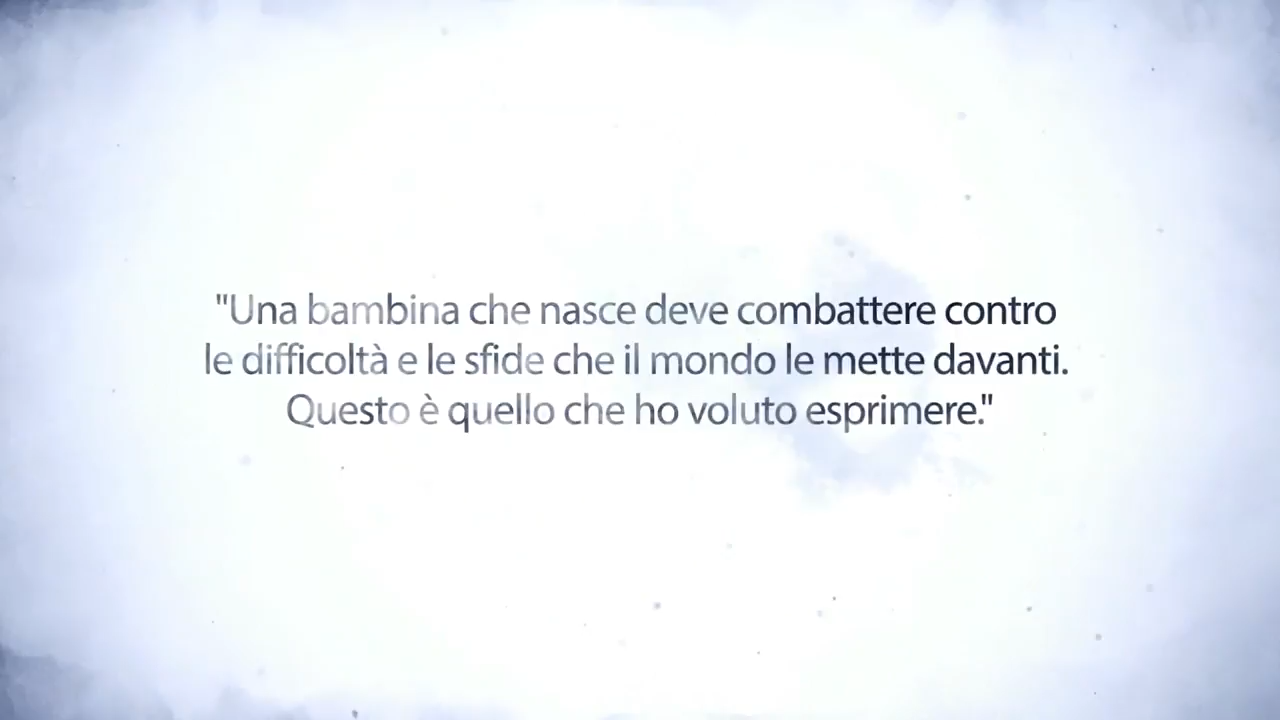 "Una bambina che nasce deve combattere contro
le difficoltà e le sfide che il mondo le mette davanti.
Questo è quello che ho voluto esprimere."